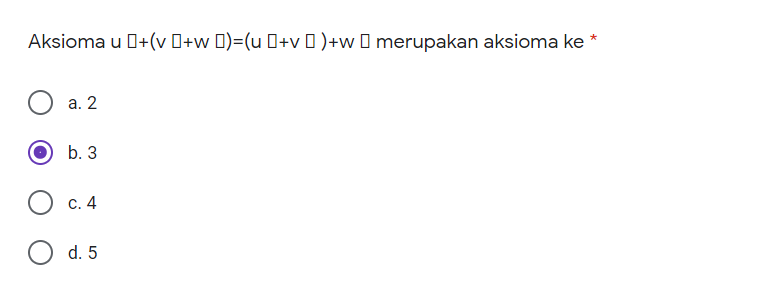 Aksioma u ▯+(v ▯+w ▯)=(u ▯+v ▯ )+w ▯ merupakan aksioma ke *
a. 2
b. 3
c. 4
d. 5